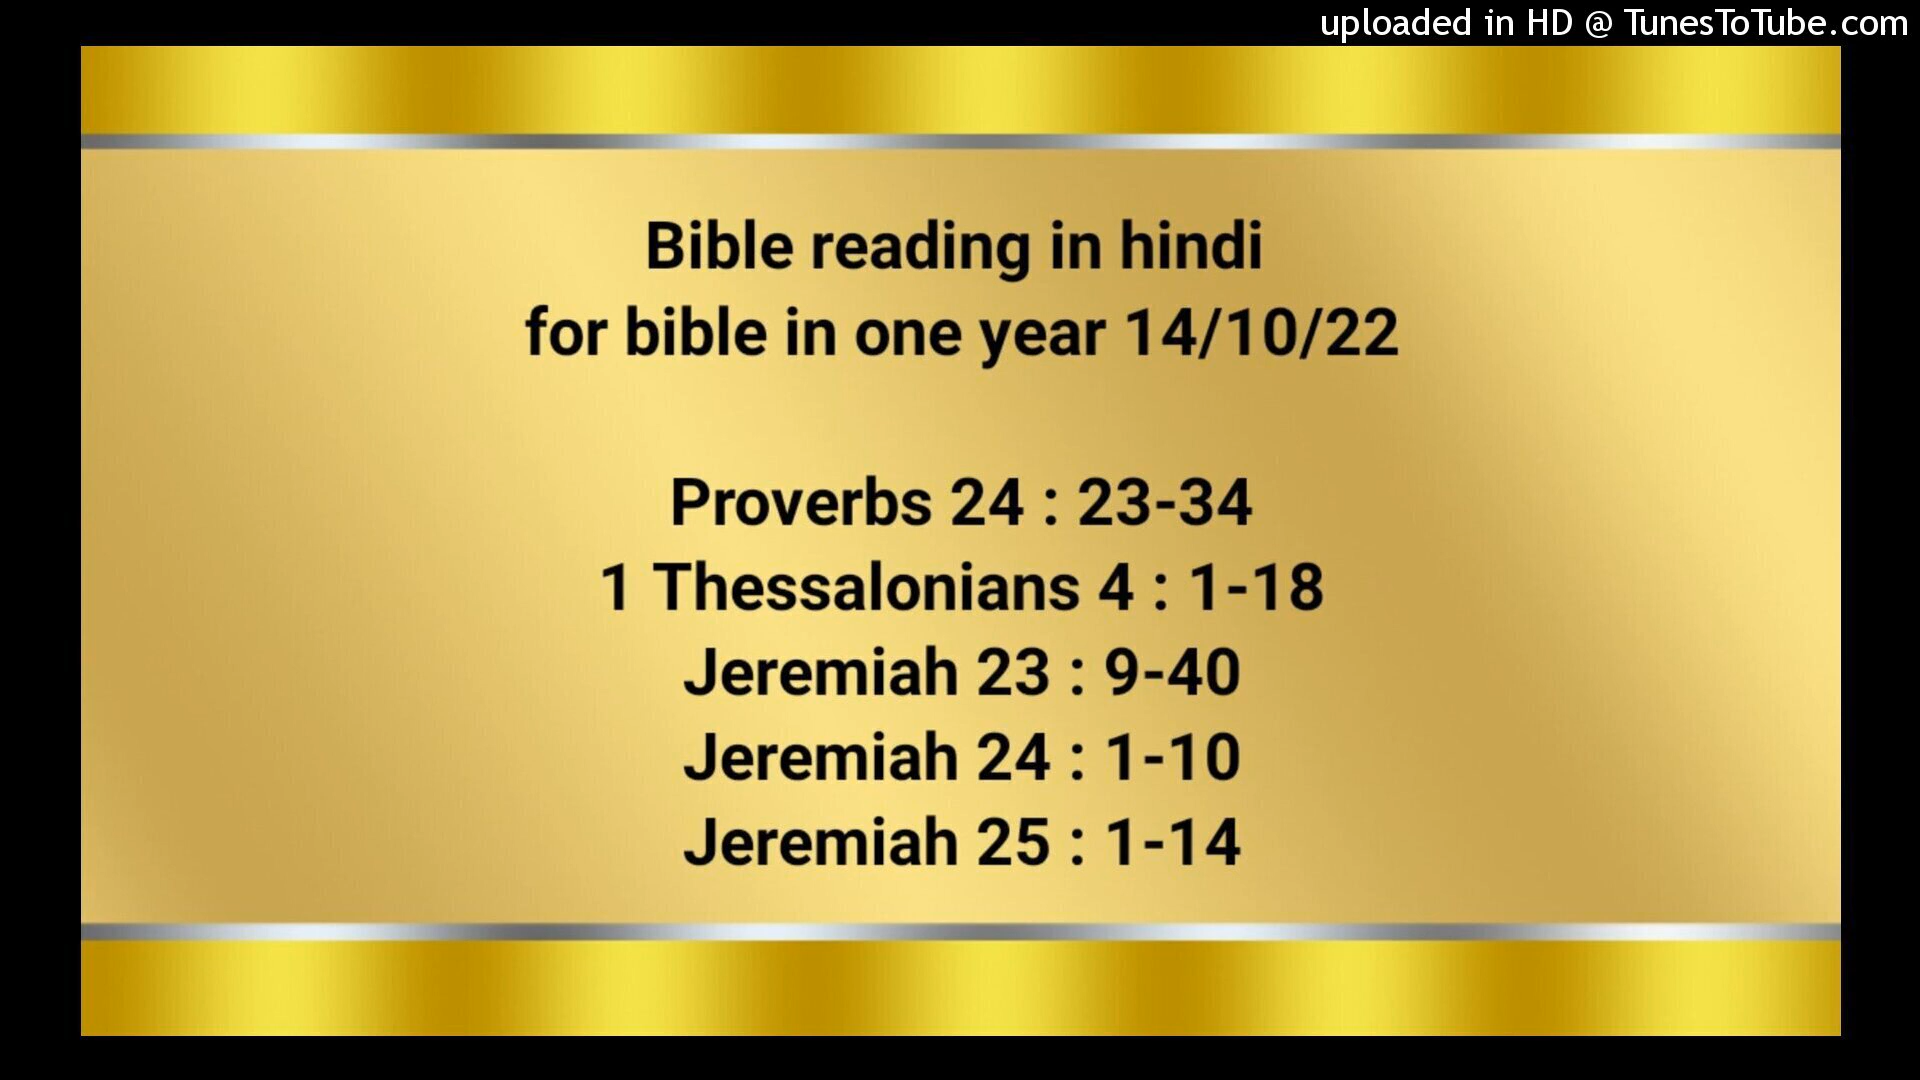 uploaded in HD @ TunesToTube.com
Bible reading in hindi
for bible in one year 14/10/22
Proverbs 24 : 23-34
1 Thessalonians 4 : 1-18
Jeremiah 23 : 9-40
Jeremiah 24 : 1-10
Jeremiah 25 : 1-14